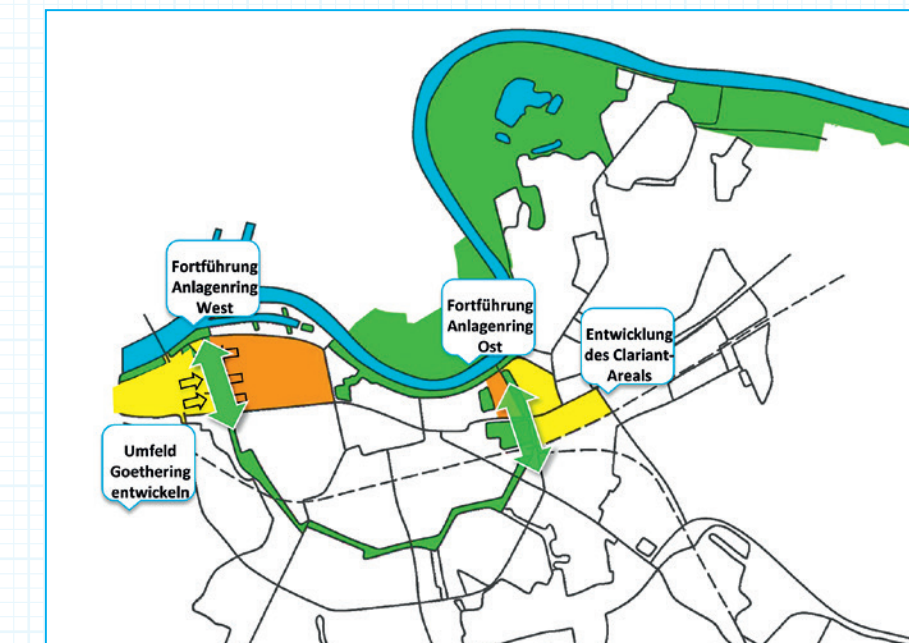 Fortführung
Anlagenring
West
Fortführung
Anlagenring
Ost
Entwicklung
des Clariant-
Areals
Umfeld
Goethering
entwickeln